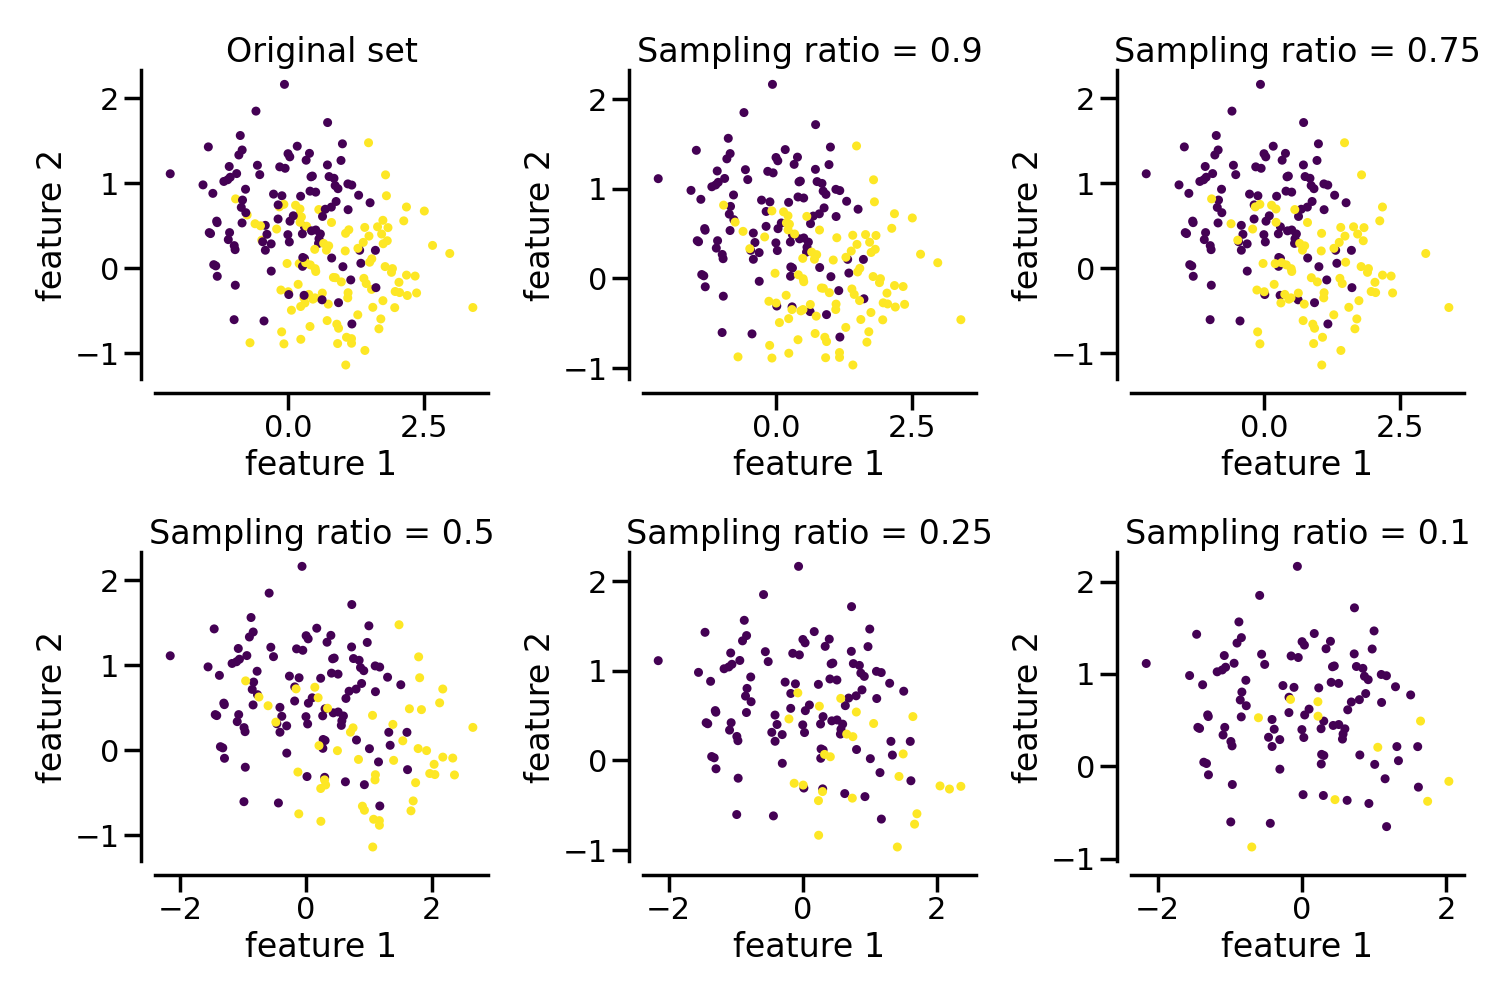 Original set
Sampling ratio = 0.9
Sampling ratio = 0.75
2
1
0
−1
feature 2
0.0
2.5
feature 1
2
1
0
−1
feature 2
0.0
2.5
feature 1
2
1
0
−1
feature 2
0.0
2.5
feature 1
Sampling ratio = 0.5
Sampling ratio = 0.25
Sampling ratio = 0.1
2
1
0
−1
feature 2
−2
0
2
feature 1
2
1
0
−1
feature 2
−2
0
2
feature 1
2
1
0
−1
feature 2
−2
0
2
feature 1